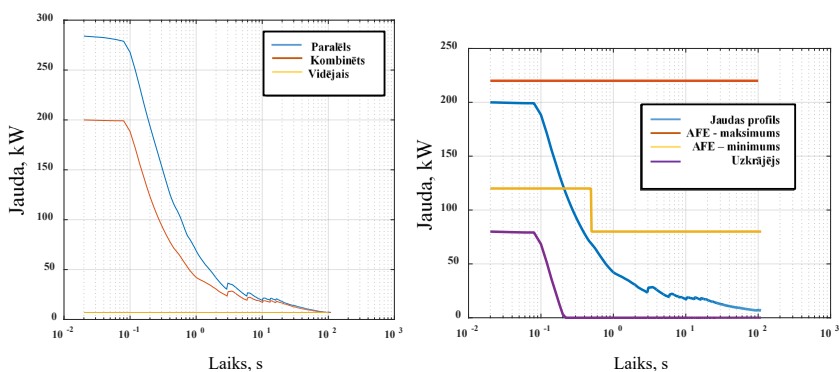 300
250
200
150
100
50
0
Jauda, kW
Paralēls
Kombinēts
Vidējais
10⁻² 10⁻¹ 10⁰ 10¹ 10² 10³
Laiks, s
250
200
150
100
50
0
Jauda, kW
Jaudas profils
AFE - maksimums
AFE – minimums
Uzkrājējs
10⁻² 10⁻¹ 10⁰ 10¹ 10² 10³
Laiks, s